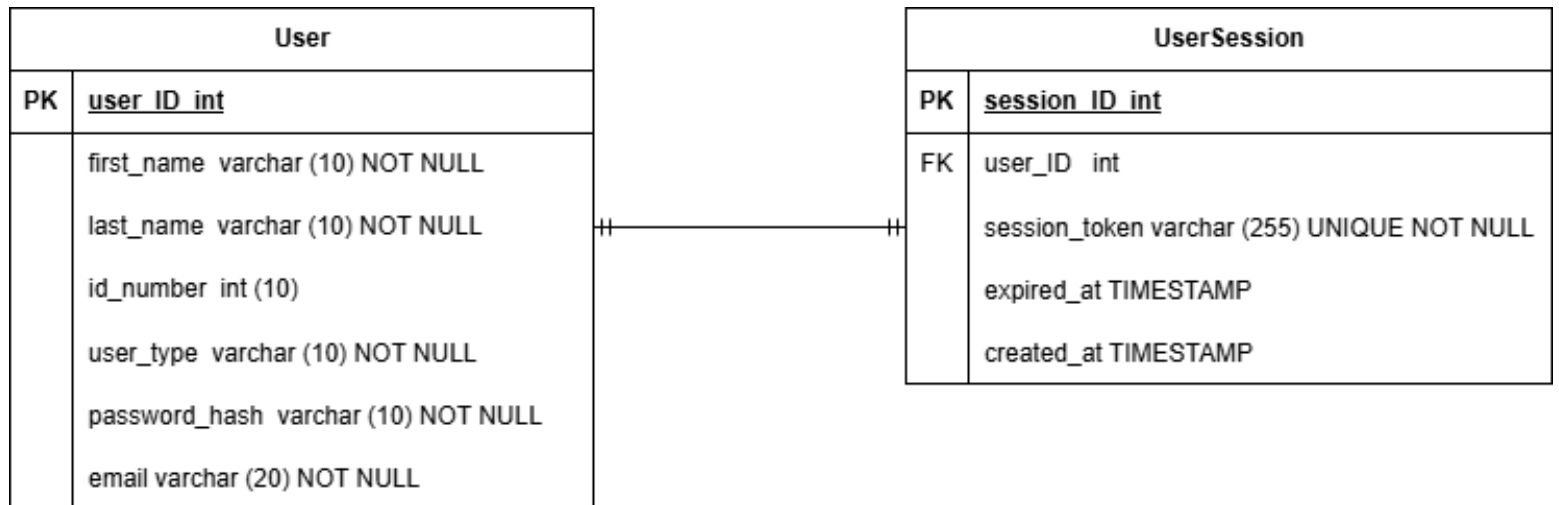 User
PK user_ID int
first_name varchar (10) NOT NULL
last_name varchar (10) NOT NULL
id_number int (10)
user_type varchar (10) NOT NULL
password_hash varchar (10) NOT NULL
email varchar (20) NOT NULL
UserSession
PK session_ID int
FK user_ID int
session_token varchar (255) UNIQUE NOT NULL
expired_at TIMESTAMP
created_at TIMESTAMP